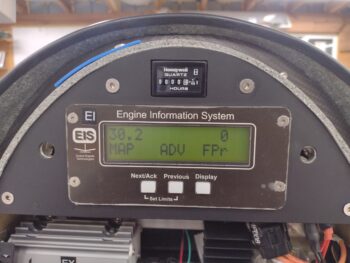 Honeywell
QUARTZ
HOURS
EI
Engine Information System
EIS
30.2 0
MAP ADV FPr
Next/Ack Previous Display
Set Limits